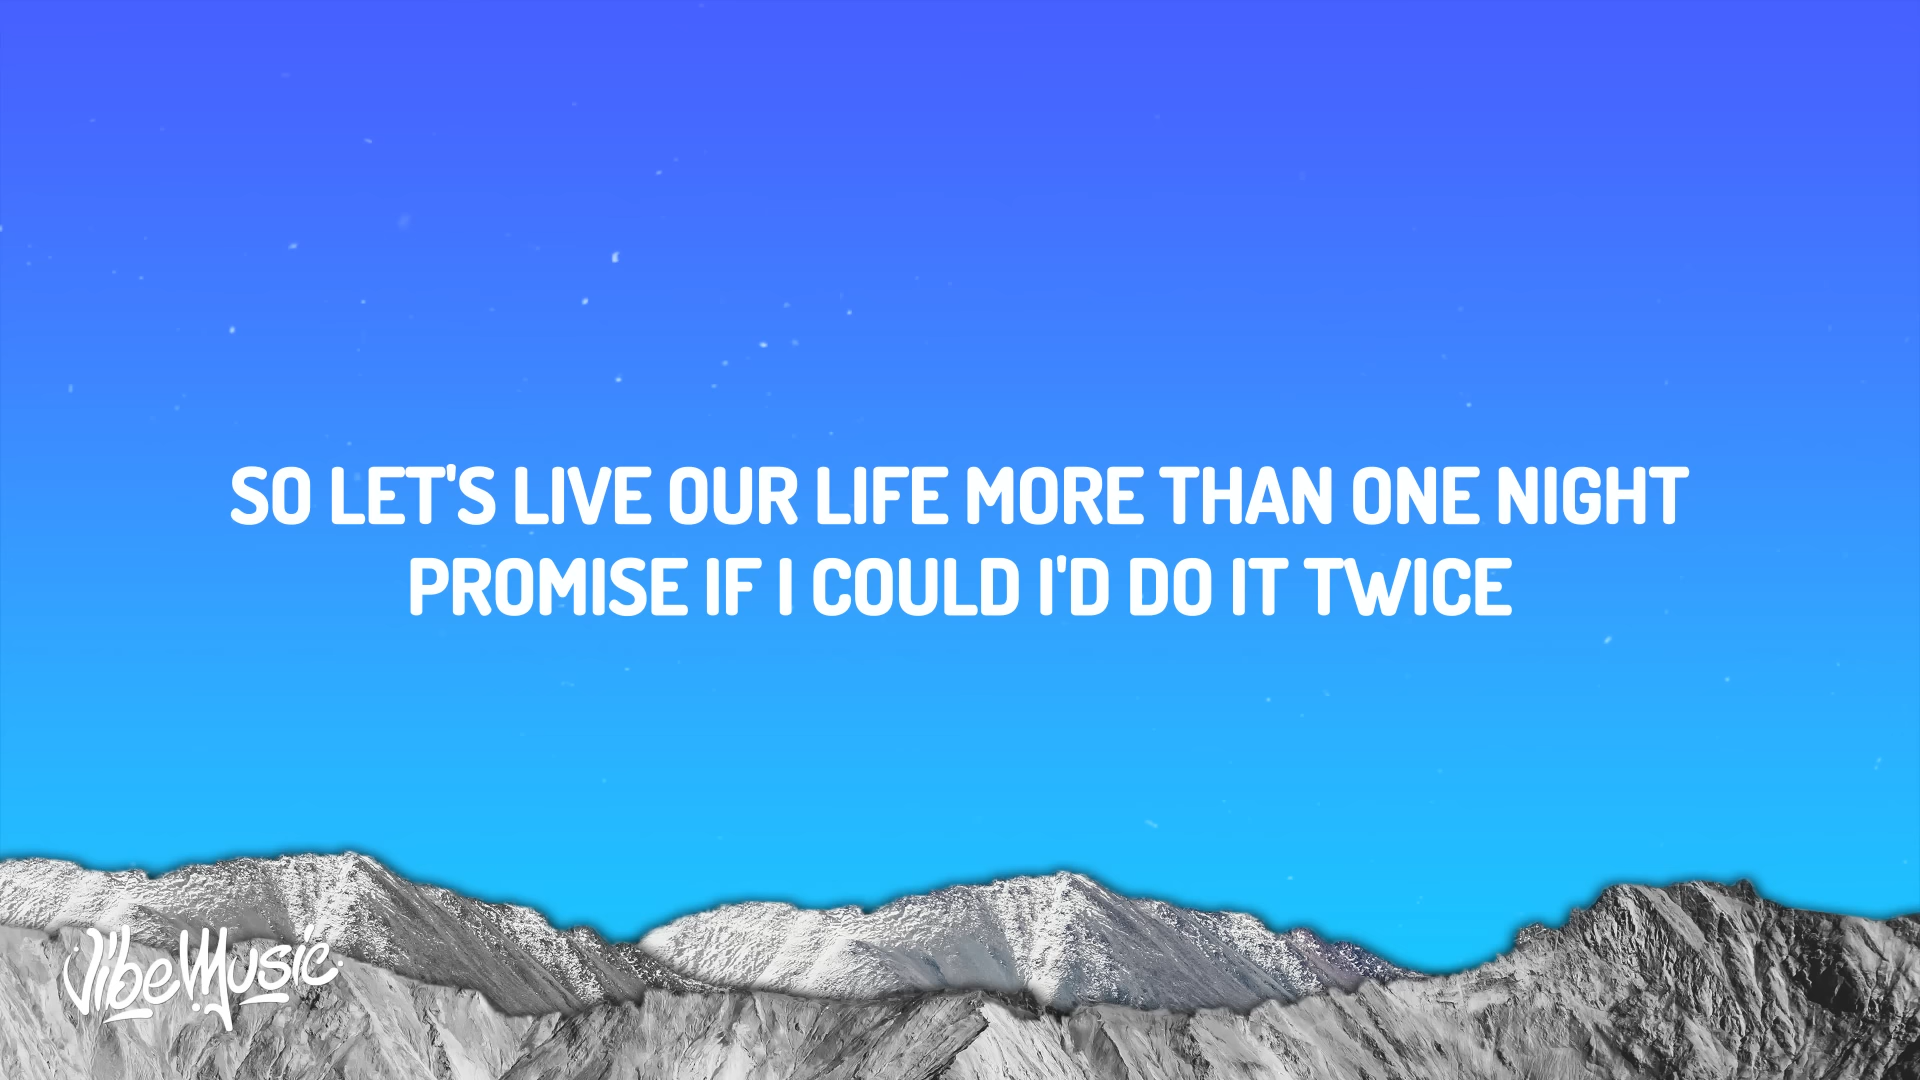 SO LET'S LIVE OUR LIFE MORE THAN ONE NIGHT
PROMISE IF I COULD I'D DO IT TWICE
VibeMusic